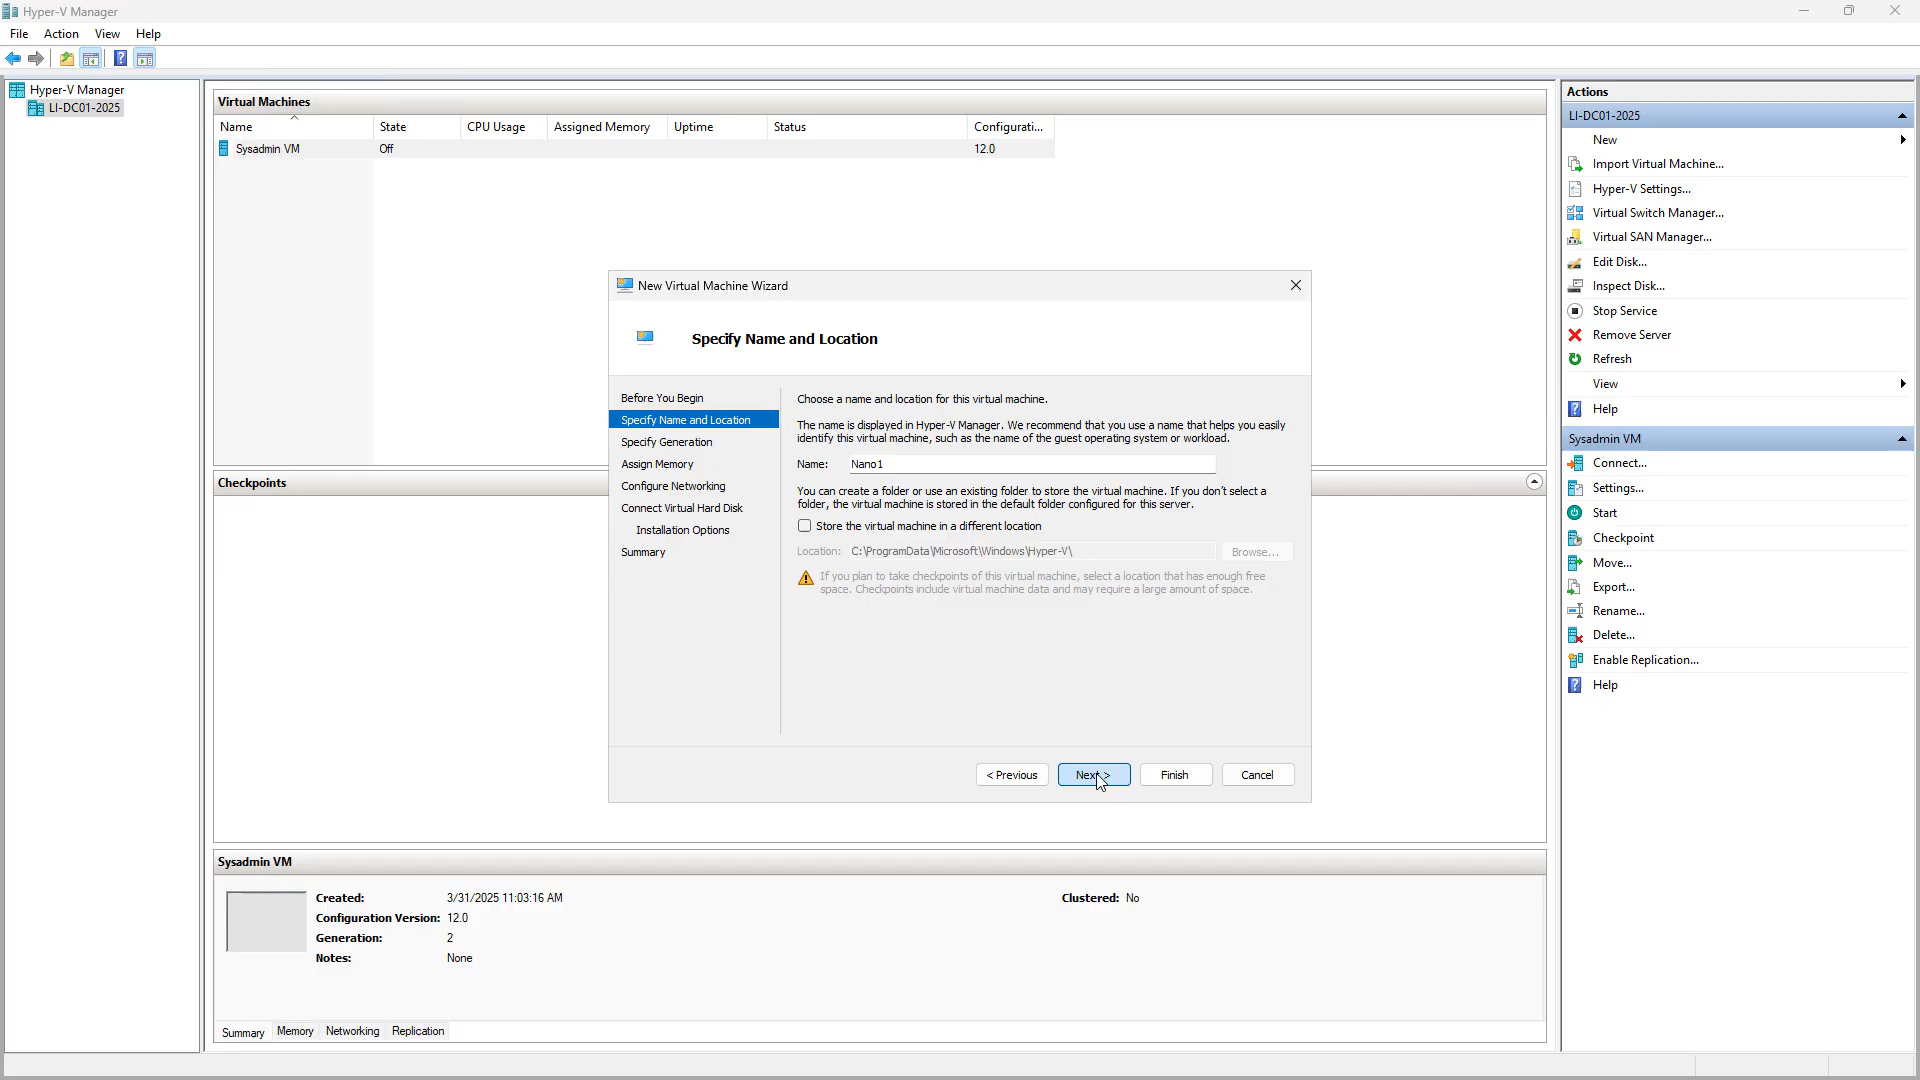 Hyper-V Manager
File Action View Help
Hyper-V Manager
LI-DC01-2025
Virtual Machines
Name State CPU Usage Assigned Memory Uptime Status Configurati...
Sysadmin VM Off 12.0
New Virtual Machine Wizard
Specify Name and Location
Before You Begin
Specify Name and Location
Specify Generation
Assign Memory
Configure Networking
Connect Virtual Hard Disk
Installation Options
Summary
Choose a name and location for this virtual machine.
The name is displayed in Hyper-V Manager. We recommend that you use a name that helps you easily
identify this virtual machine, such as the name of the guest operating system or workload.
Name: Nano1
You can create a folder or use an existing folder to store the virtual machine. If you don't select a
folder, the virtual machine is stored in the default folder configured for this server.
Store the virtual machine in a different location
Location: C:\ProgramData\Microsoft\Windows\Hyper-V\ Browse...
If you plan to take checkpoints of this virtual machine, select a location that has enough free
space. Checkpoints include virtual machine data and may require a large amount of space.
< Previous Next > Finish Cancel
Checkpoints
Sysadmin VM
Created: 3/31/2025 11:03:16 AM Clustered: No
Configuration Version: 12.0
Generation: 2
Notes: None
Summary Memory Networking Replication
Actions
LI-DC01-2025
New
Import Virtual Machine...
Hyper-V Settings...
Virtual Switch Manager...
Virtual SAN Manager...
Edit Disk...
Inspect Disk...
Stop Service
Remove Server
Refresh
View
Help
Sysadmin VM
Connect...
Settings...
Start
Checkpoint
Move...
Export...
Rename...
Delete...
Enable Replication...
Help